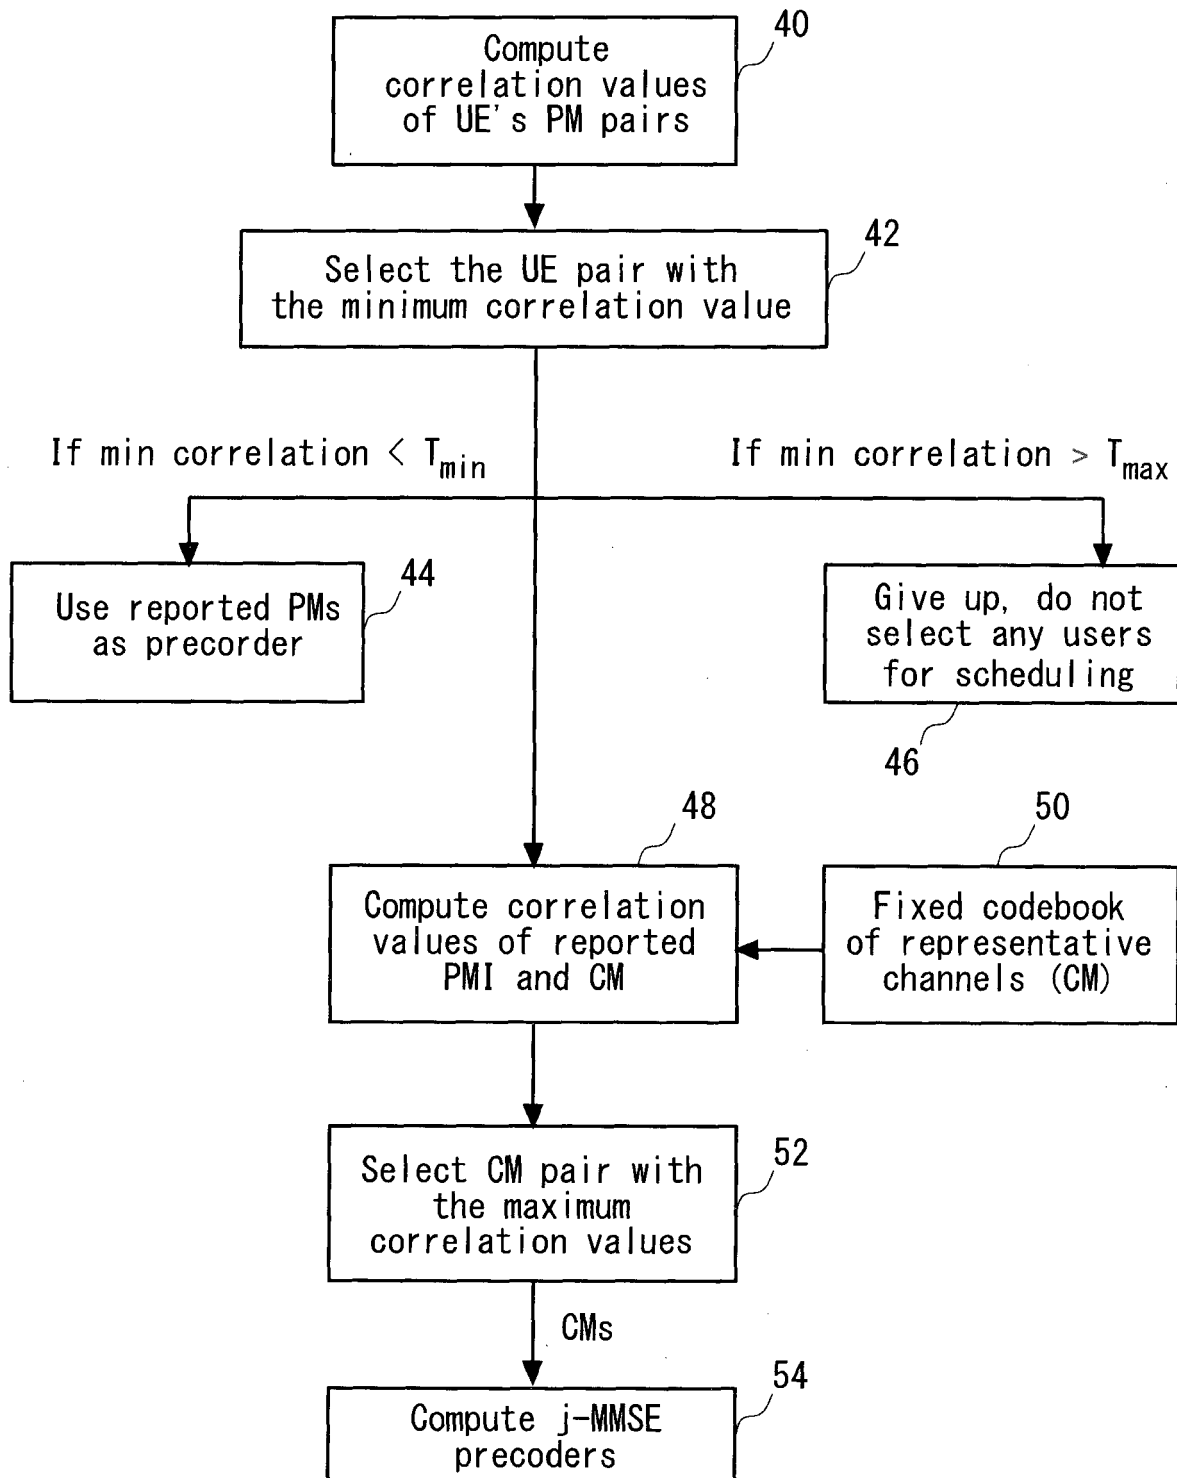 40
Compute
correlation values
of UE's PM pairs
42
Select the UE pair with
the minimum correlation value
If min correlation < Tmin
If min correlation > Tmax
44
Use reported PMs
as precorder
Give up, do not
select any users
for scheduling
46
48
Compute correlation
values of reported
PMI and CM
50
Fixed codebook
of representative
channels (CM)
52
Select CM pair with
the maximum
correlation values
CMs
54
Compute j-MMSE
precoders